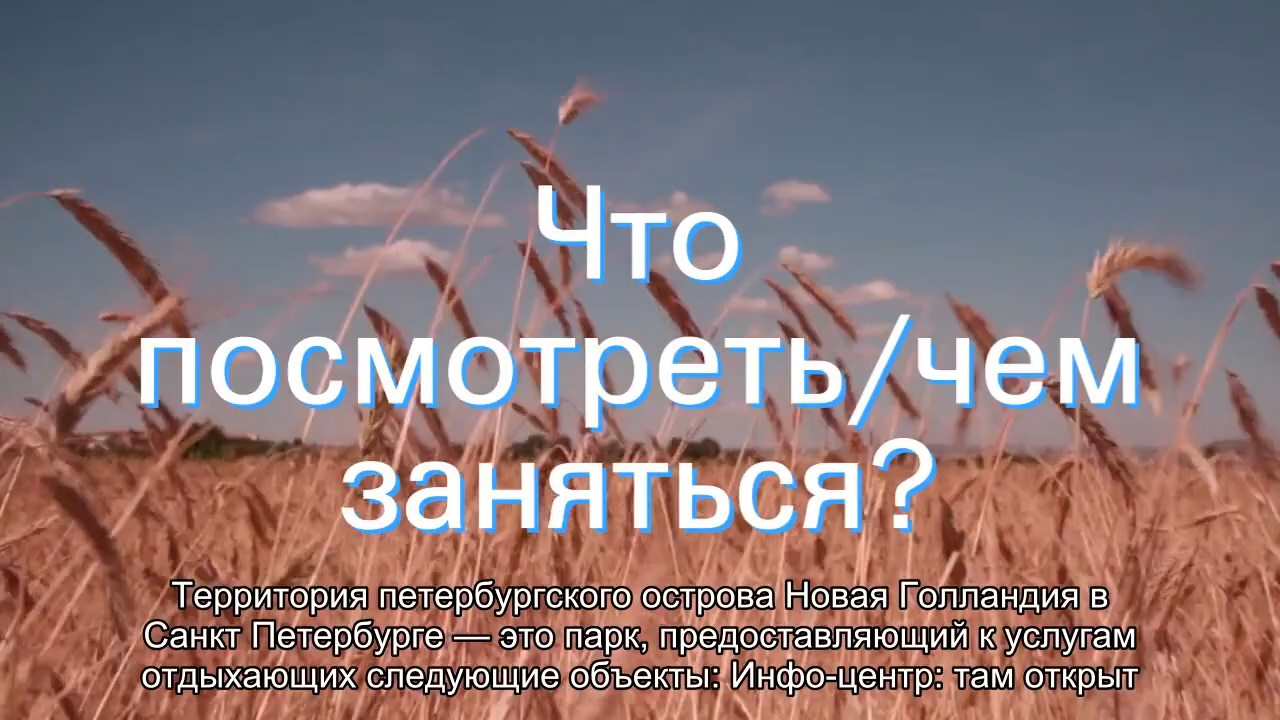 Что
посмотреть/чем
заняться?
Территория петербургского острова Новая Голландия в
Санкт Петербурге — это парк, предоставляющий к услугам
отдыхающих следующие объекты: Инфо-центр: там открыт